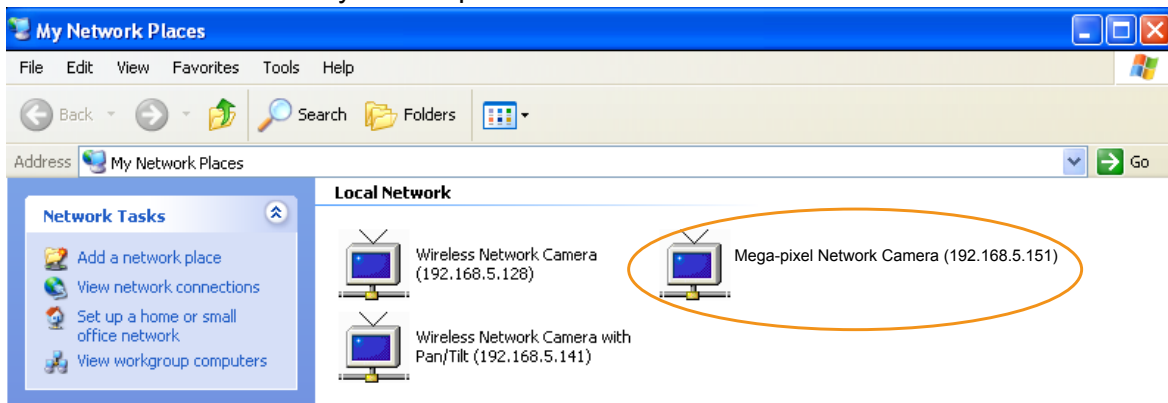 My Network Places
File Edit View Favorites Tools Help
Back Search Folders
Address My Network Places Go
Local Network
Network Tasks
Add a network place
View network connections
Set up a home or small
office network
View workgroup computers
Wireless Network Camera
(192.168.5.128)
Mega-pixel Network Camera (192.168.5.151)
Wireless Network Camera with
Pan/Tilt (192.168.5.141)